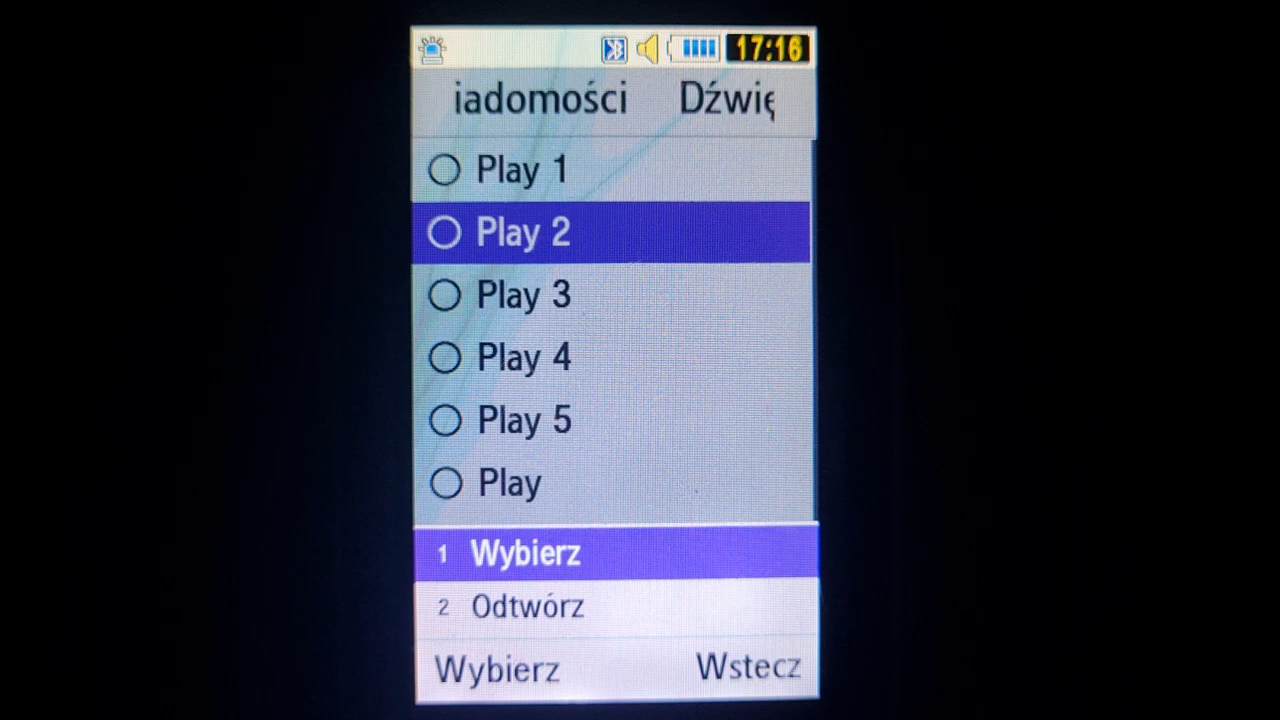 17:16
iadomości Dźwię
Play 1
Play 2
Play 3
Play 4
Play 5
Play
1 Wybierz
2 Odtwórz
Wybierz Wstecz